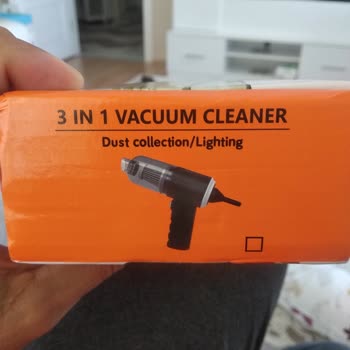 3 IN 1 VACUUM CLEANER
Dust collection/Lighting